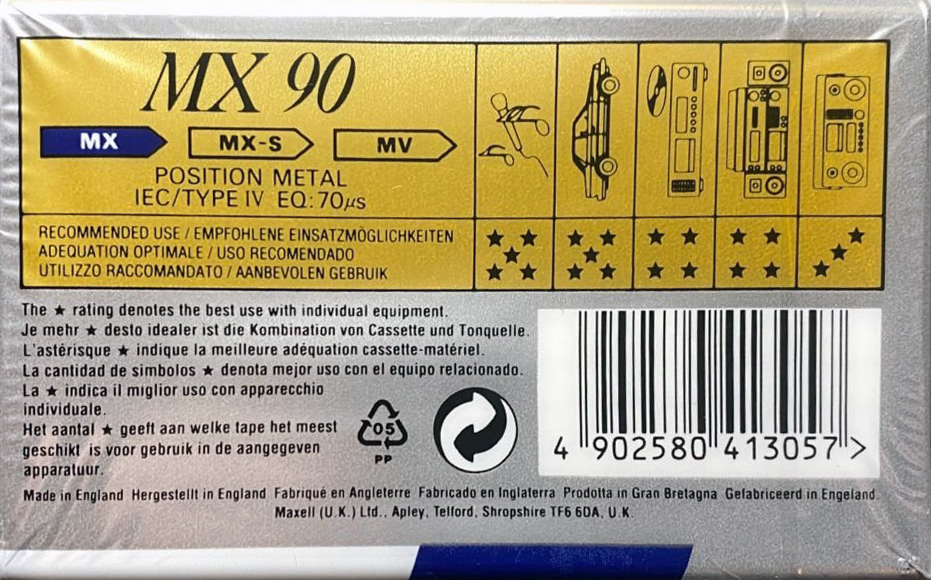 MX 90
MX MX-S MV
POSITION METAL
IEC/TYPE IV EQ: 70µs
RECOMMENDED USE / EMPFOHLENE EINSATZMÖGLICHKEITEN
ADEQUATION OPTIMALE / USO RECOMENDADO
UTILIZZO RACCOMANDATO / AANBEVOLEN GEBRUIK
The ★ rating denotes the best use with individual equipment.
Je mehr ★ desto idealer ist die Kombination von Cassette und Tonquelle.
L'astérisque ★ indique la meilleure adéquation cassette-matériel.
La cantidad de simbolos ★ denota mejor uso con el equipo relacionado.
La ★ indica il miglior uso con apparecchio
individuale.
Het aantal ★ geeft aan welke tape het meest
geschikt is voor gebruik in de aangegeven
apparatuur.
05
PP
4 902580 413057 >
Made in England Hergestellt in England Fabriqué en Angleterre Fabricado en Inglaterra Prodotta in Gran Bretagna Gefabriceerd in Engeland
Maxell (U.K.) Ltd., Apley, Telford, Shropshire TF6 6DA, U.K.